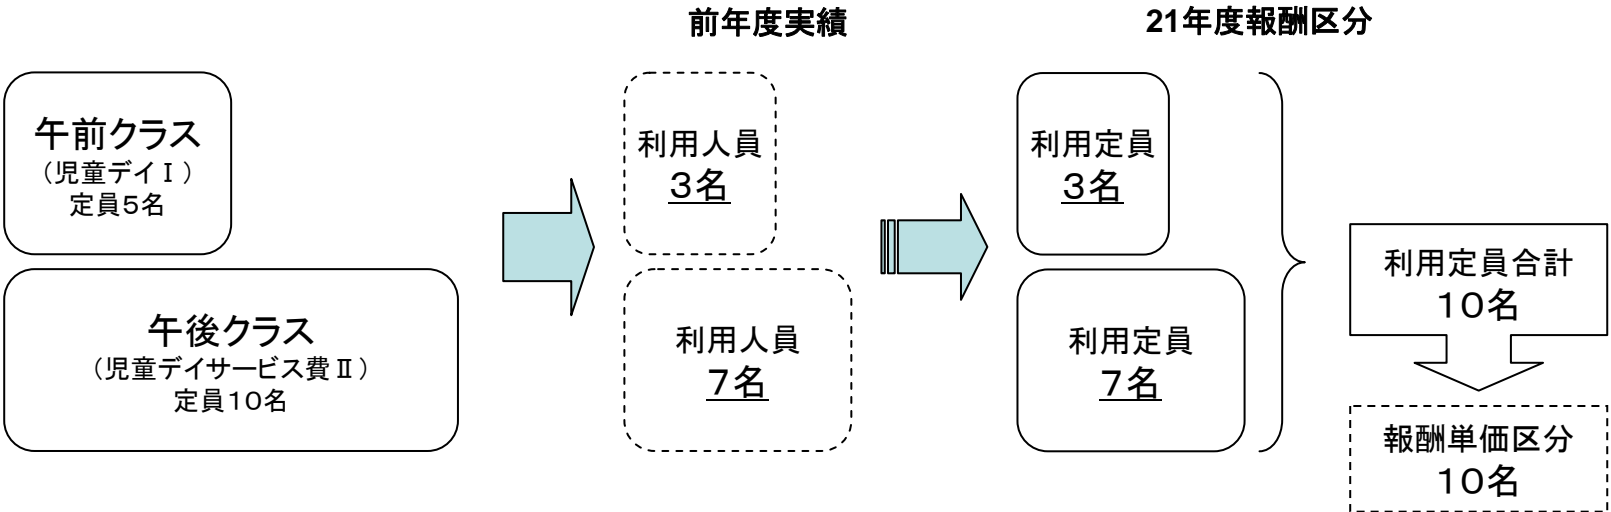 前年度実績
21年度報酬区分
午前クラス
（児童デイⅠ）
定員５名
利用人員
３名
利用定員
３名
午後クラス
（児童デイサービス費Ⅱ）
定員１０名
利用人員
７名
利用定員
７名
利用定員合計
１０名
報酬単価区分
１０名